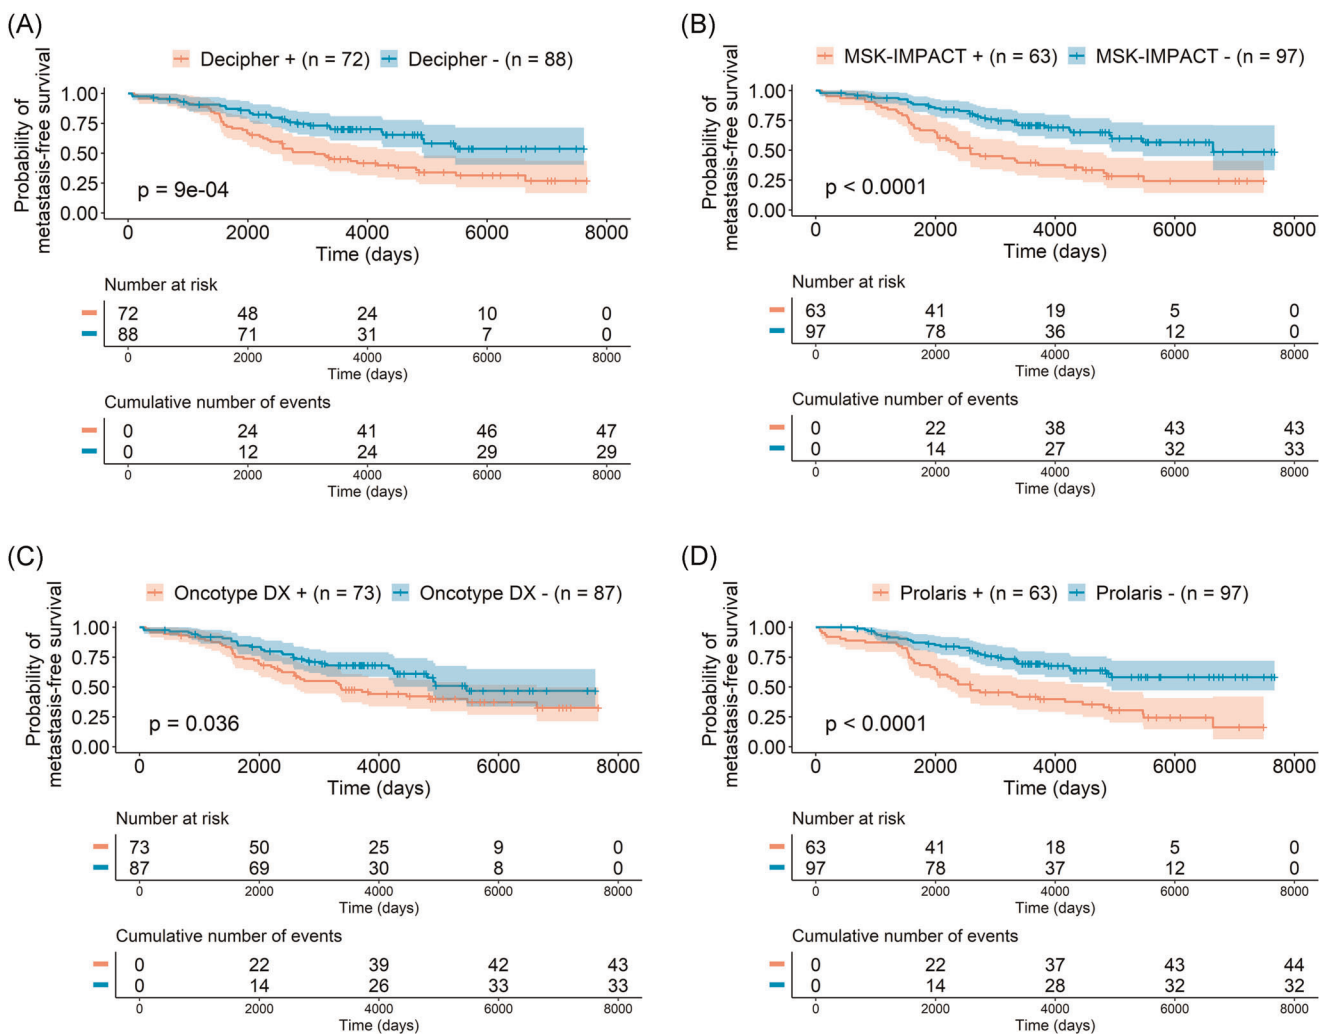 (A)
Decipher + (n = 72) Decipher - (n = 88)
Probability of
metastasis-free survival
1.00
0.75
0.50
0.25
0.00
p = 9e-04
0 2000 4000 6000 8000
Time (days)
Number at risk
72 48 24 10 0
88 71 31 7 0
0 2000 4000 6000 8000
Time (days)
Cumulative number of events
0 24 41 46 47
0 12 24 29 29
0 2000 4000 6000 8000
Time (days)
(B)
MSK-IMPACT + (n = 63) MSK-IMPACT - (n = 97)
Probability of
metastasis-free survival
1.00
0.75
0.50
0.25
0.00
p < 0.0001
0 2000 4000 6000 8000
Time (days)
Number at risk
63 41 19 5 0
97 78 36 12 0
0 2000 4000 6000 8000
Time (days)
Cumulative number of events
0 22 38 43 43
0 14 27 32 33
0 2000 4000 6000 8000
Time (days)
(C)
Oncotype DX + (n = 73) Oncotype DX - (n = 87)
Probability of
metastasis-free survival
1.00
0.75
0.50
0.25
0.00
p = 0.036
0 2000 4000 6000 8000
Time (days)
Number at risk
73 50 25 9 0
87 69 30 8 0
0 2000 4000 6000 8000
Time (days)
Cumulative number of events
0 22 39 42 43
0 14 26 33 33
0 2000 4000 6000 8000
Time (days)
(D)
Prolaris + (n = 63) Prolaris - (n = 97)
Probability of
metastasis-free survival
1.00
0.75
0.50
0.25
0.00
p < 0.0001
0 2000 4000 6000 8000
Time (days)
Number at risk
63 41 18 5 0
97 78 37 12 0
0 2000 4000 6000 8000
Time (days)
Cumulative number of events
0 22 37 43 44
0 14 28 32 32
0 2000 4000 6000 8000
Time (days)